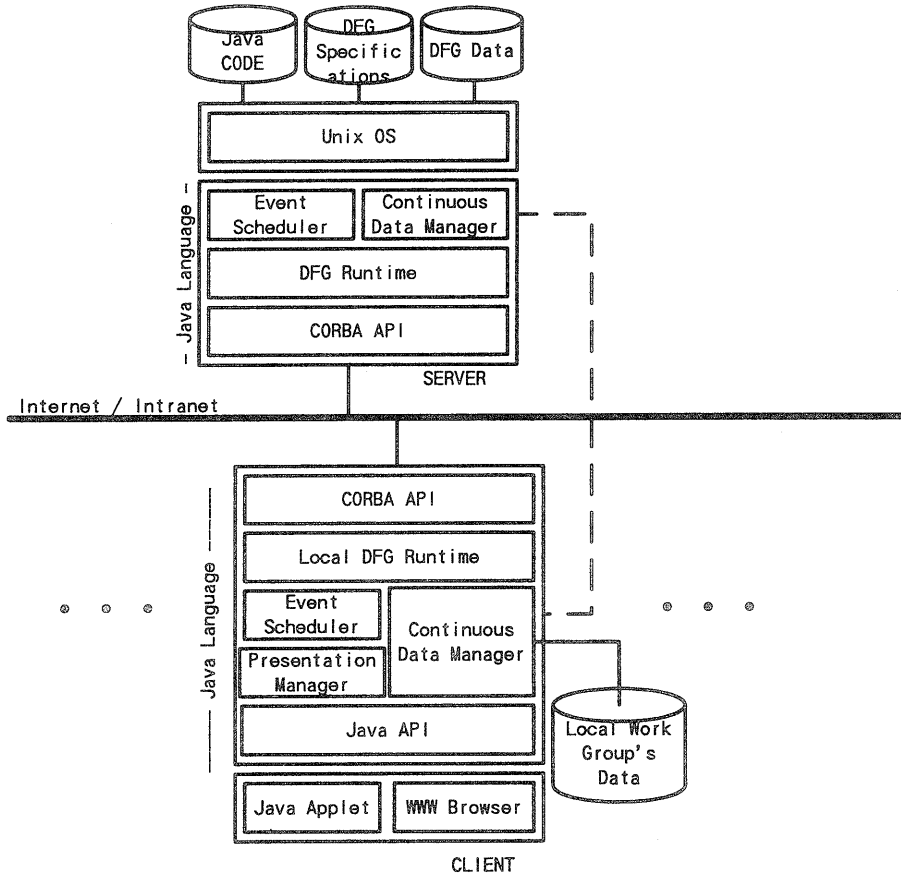 Java
CODE
DFG
Specific
ations
DFG Data
Unix OS
- Java Language -
Event
Scheduler
Continuous
Data Manager
DFG Runtime
CORBA API
SERVER
Internet / Intranet
CORBA API
Local DFG Runtime
Java Language
Event
Scheduler
Continuous
Data Manager
Presentation
Manager
Java API
Local Work
Group's
Data
Java Applet
WWW Browser
CLIENT